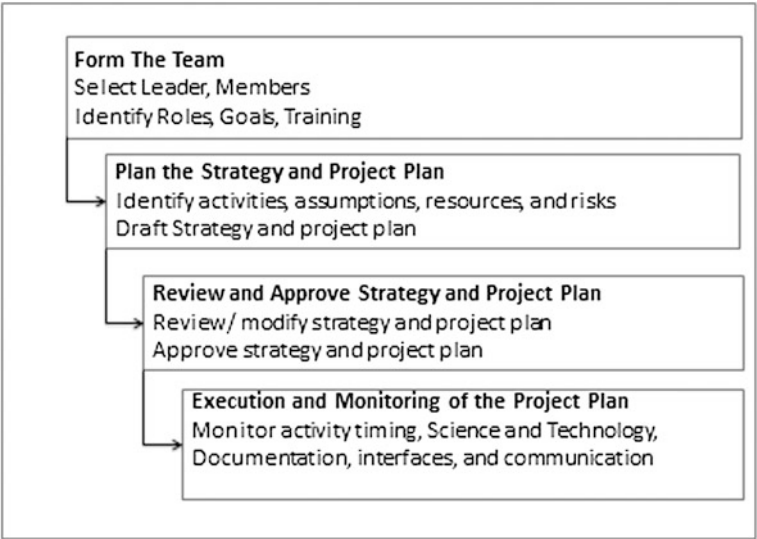 Form The Team
Select Leader, Members
Identify Roles, Goals, Training
Plan the Strategy and Project Plan
Identify activities, assumptions, resources, and risks
Draft Strategy and project plan
Review and Approve Strategy and Project Plan
Review/ modify strategy and project plan
Approve strategy and project plan
Execution and Monitoring of the Project Plan
Monitor activity timing, Science and Technology,
Documentation, interfaces, and communication